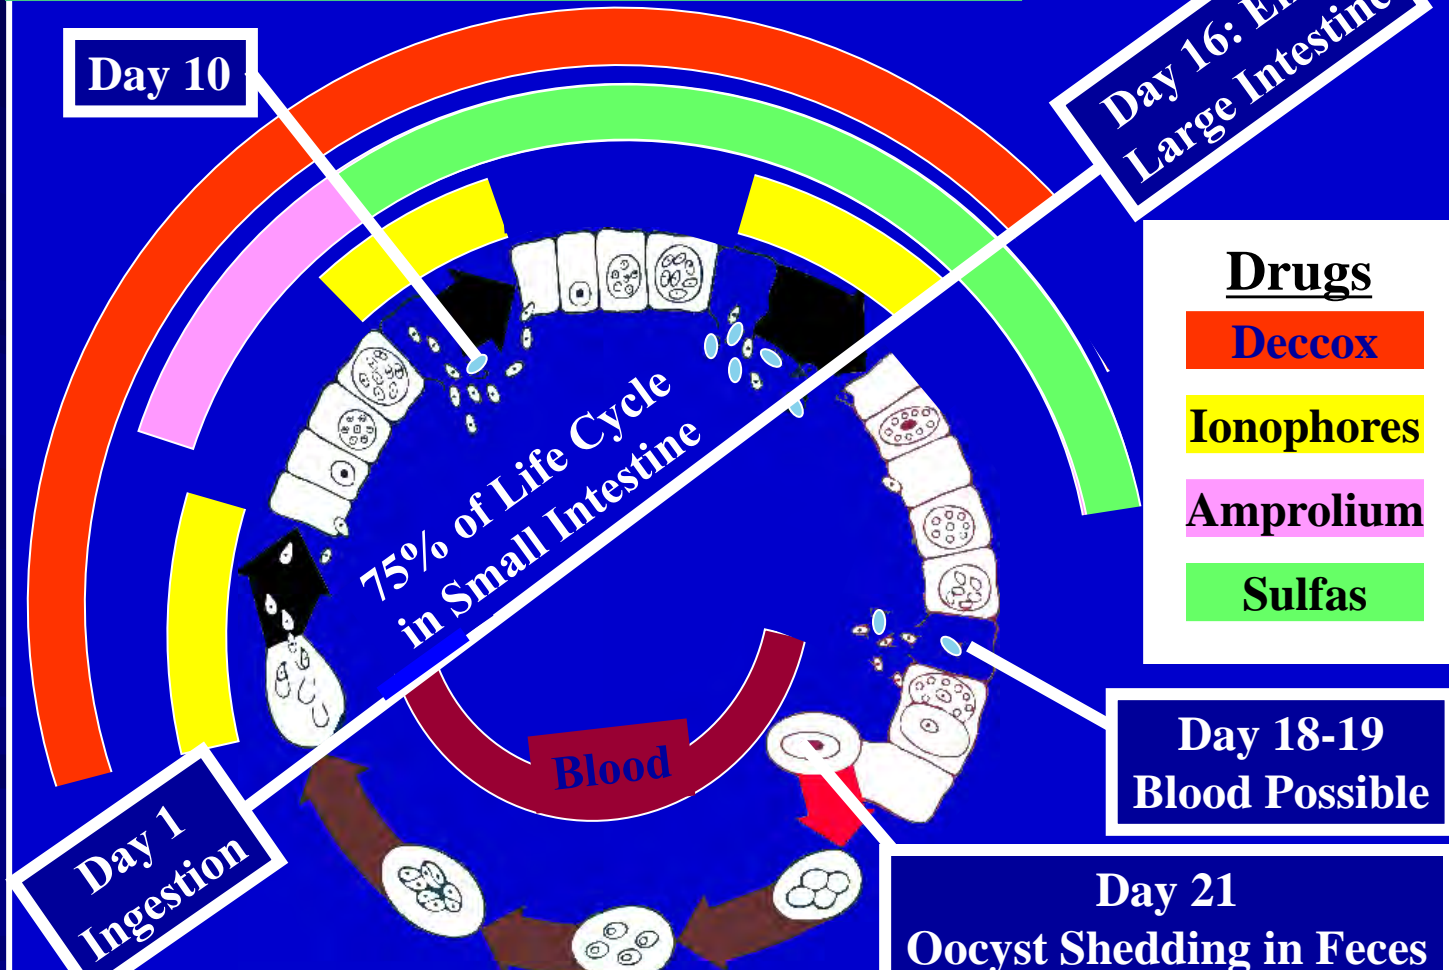 Day 10
Day 16:
Large Intestine
Drugs
Deccox
Ionophores
Amprolium
Sulfas
75% of Life Cycle
in Small Intestine
Blood
Day 18-19
Blood Possible
Day 1
Ingestion
Day 21
Oocyst Shedding in Feces